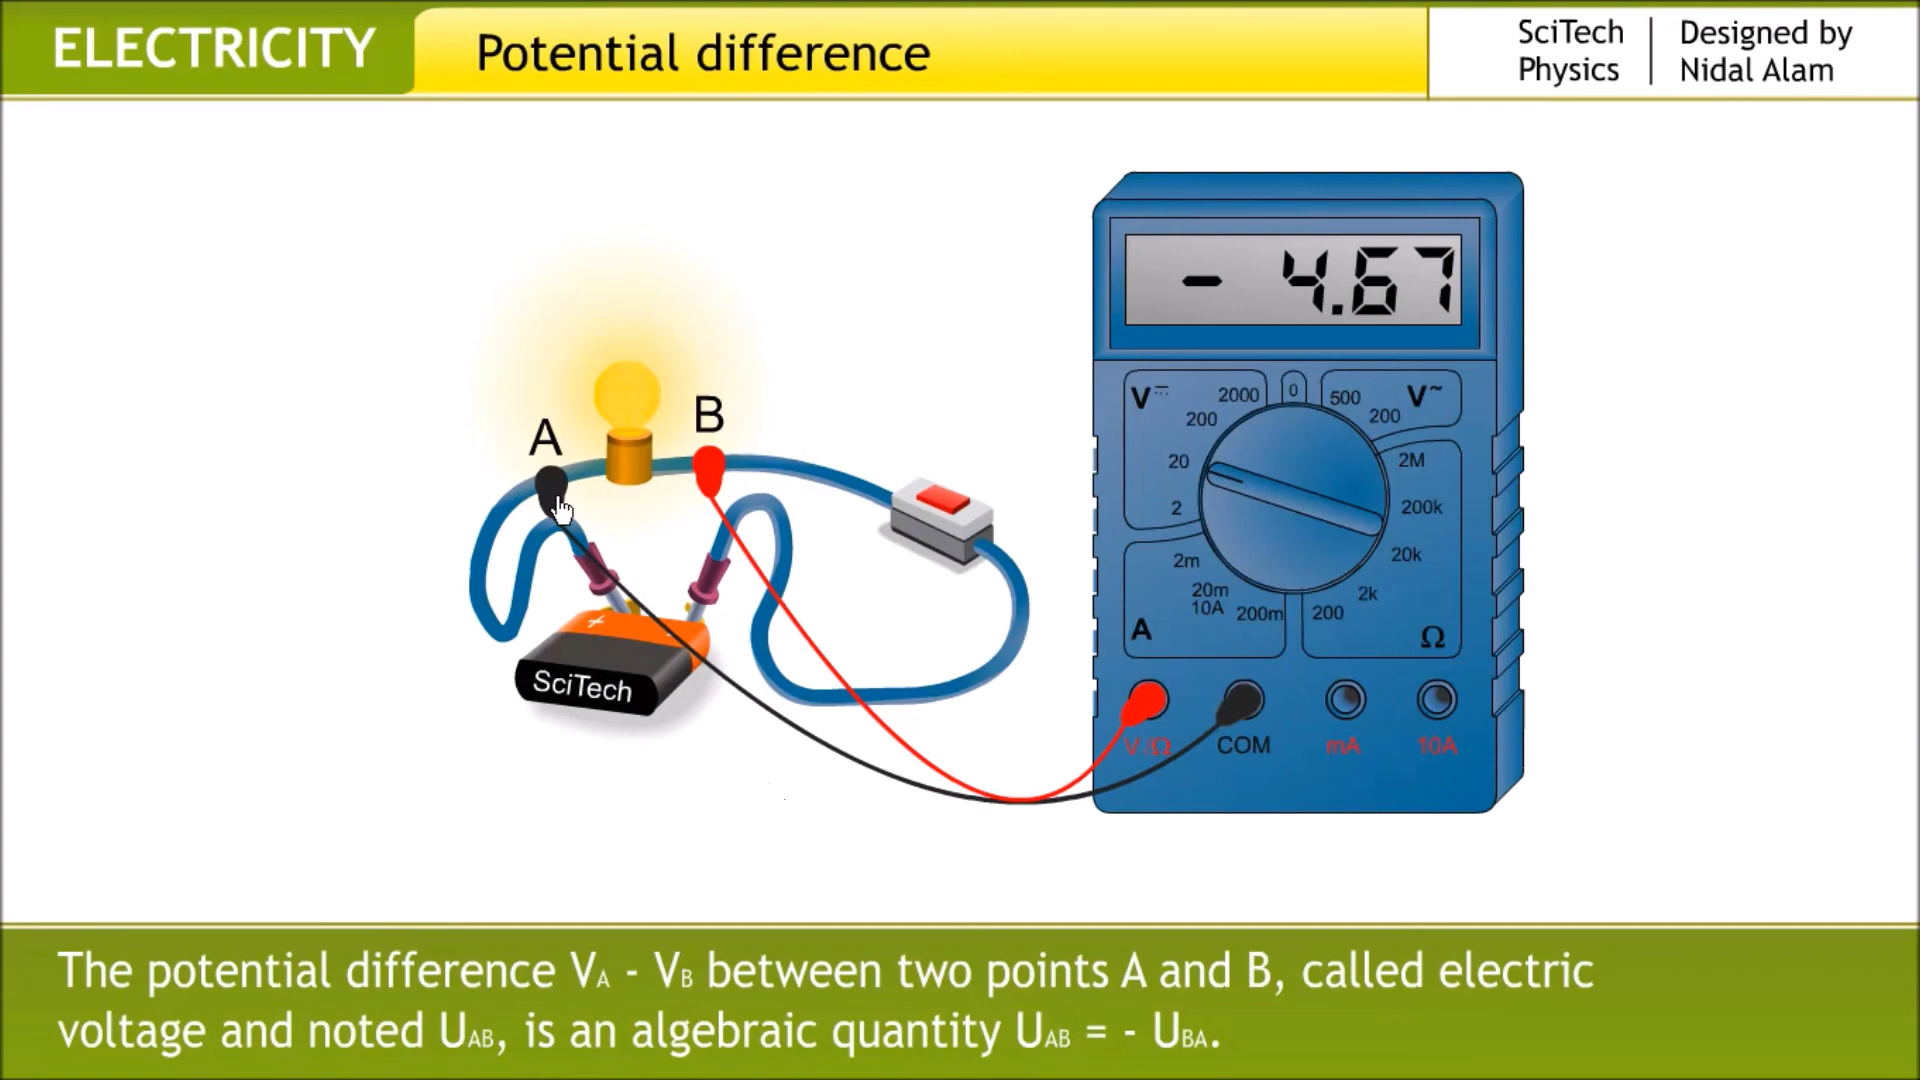 ELECTRICITY
Potential difference
SciTech
Physics
Designed by
Nidal Alam
- 4.67
A
B
+
SciTech
V⎓
2000
0
500
V~
200
200
20
2M
2
200k
2m
20k
20m
10A
200m
200
2k
A
Ω
V/Ω
COM
mA
10A
The potential difference VA - VB between two points A and B, called electric
voltage and noted UAB, is an algebraic quantity UAB = - UBA.